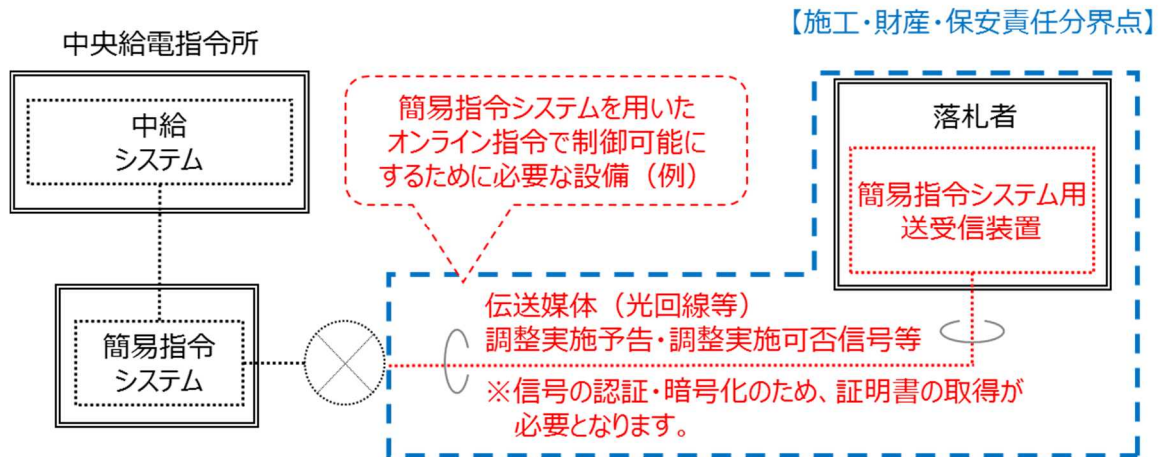 【施工・財産・保安責任分界点】
中央給電指令所
中給
システム
簡易指令システムを用いた
オンライン指令で制御可能に
するために必要な設備（例）
落札者
簡易指令システム用
送受信装置
伝送媒体（光回線等）
調整実施予告・調整実施可否信号等
簡易指令
システム
※信号の認証・暗号化のため、証明書の取得が
必要となります。